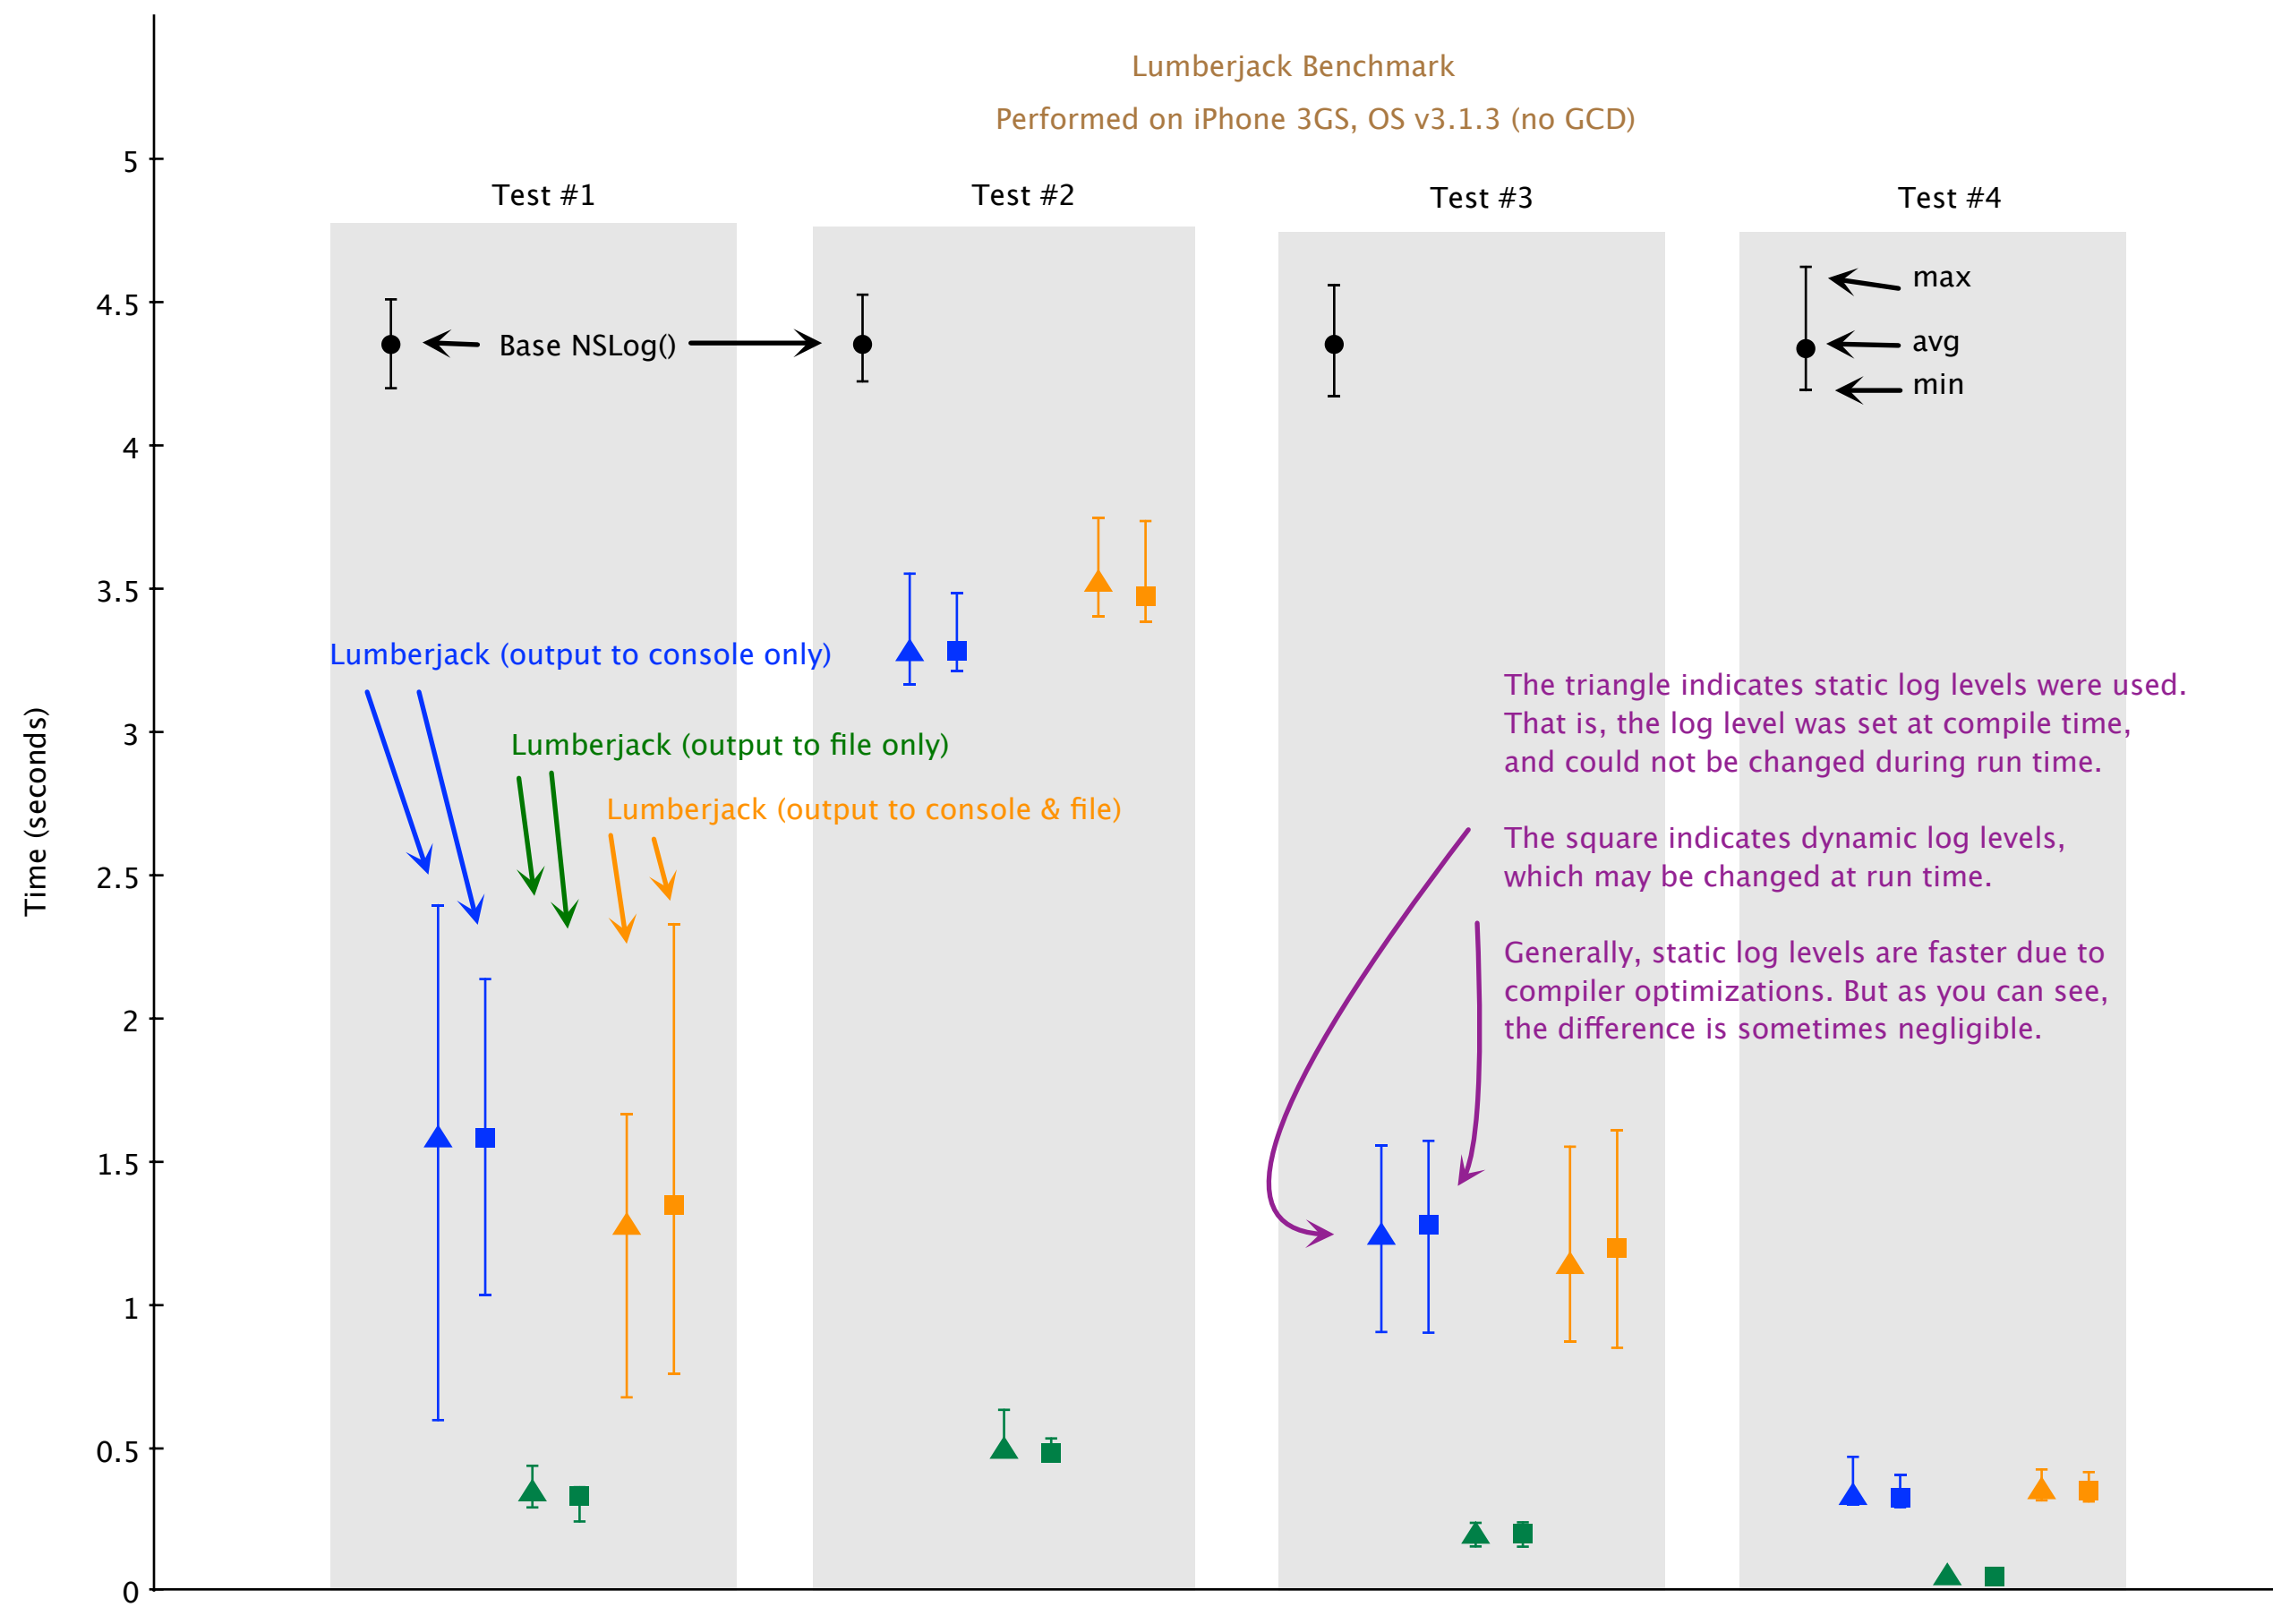 Lumberjack Benchmark
Performed on iPhone 3GS, OS v3.1.3 (no GCD)
5
Test #1
Test #2
Test #3
Test #4
max
4.5
Base NSLog()
avg
min
4
3.5
Lumberjack (output to console only)
The triangle indicates static log levels were used.
That is, the log level was set at compile time,
and could not be changed during run time.
3
Lumberjack (output to file only)
Lumberjack (output to console & file)
The square indicates dynamic log levels,
which may be changed at run time.
Time (seconds)
2.5
Generally, static log levels are faster due to
compiler optimizations. But as you can see,
the difference is sometimes negligible.
2
1.5
1
0.5
0